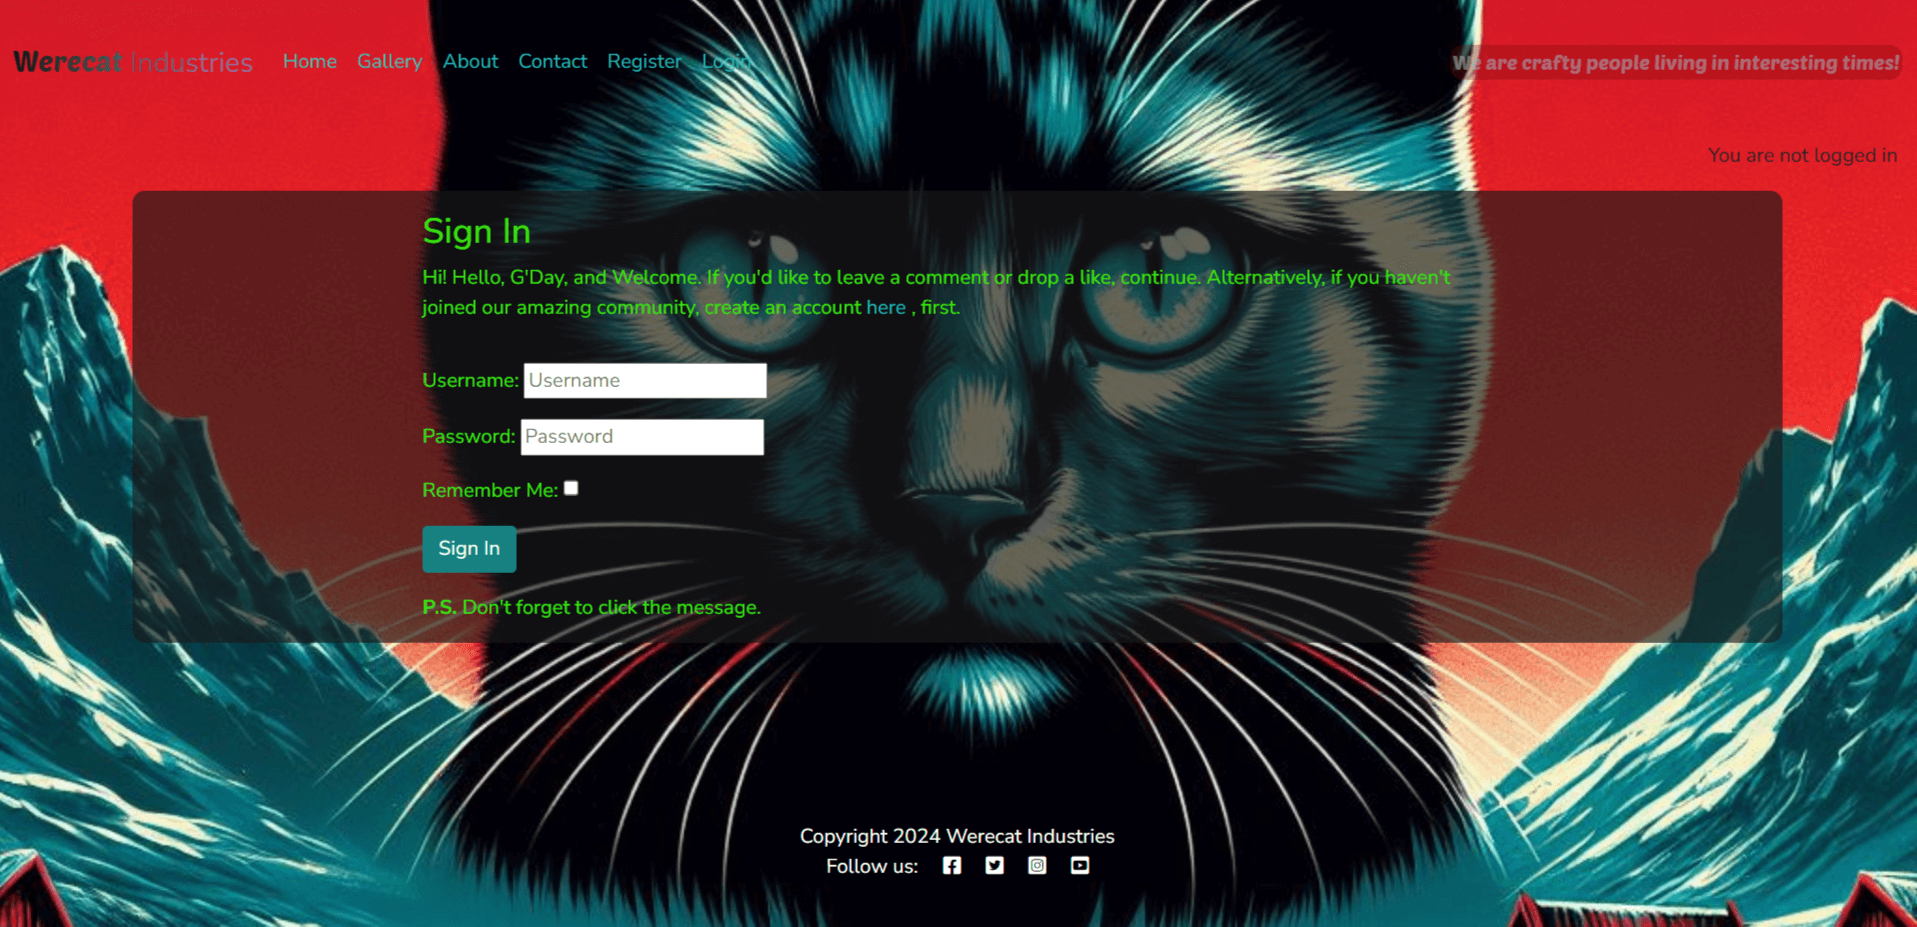 Werecat Industries Home Gallery About Contact Register Login We are crafty people living in interesting times!
You are not logged in
Sign In
Hi! Hello, G'Day, and Welcome. If you'd like to leave a comment or drop a like, continue. Alternatively, if you haven't
joined our amazing community, create an account here , first.
Username: Username
Password: Password
Remember Me:
Sign In
P.S. Don't forget to click the message.
Copyright 2024 Werecat Industries
Follow us: